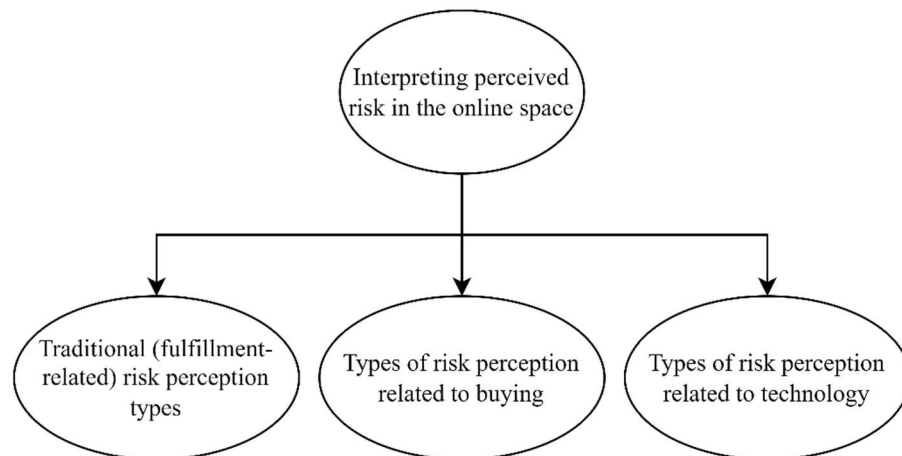 Interpreting perceived
risk in the online space
Traditional (fulfillment-
related) risk perception
types
Types of risk perception
related to buying
Types of risk perception
related to technology